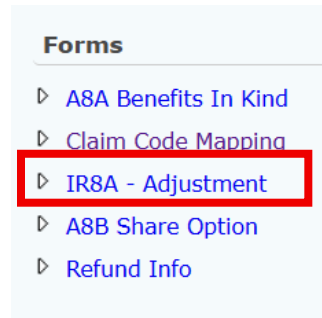 Forms
A8A Benefits In Kind
Claim Code Mapping
IR8A - Adjustment
A8B Share Option
Refund Info